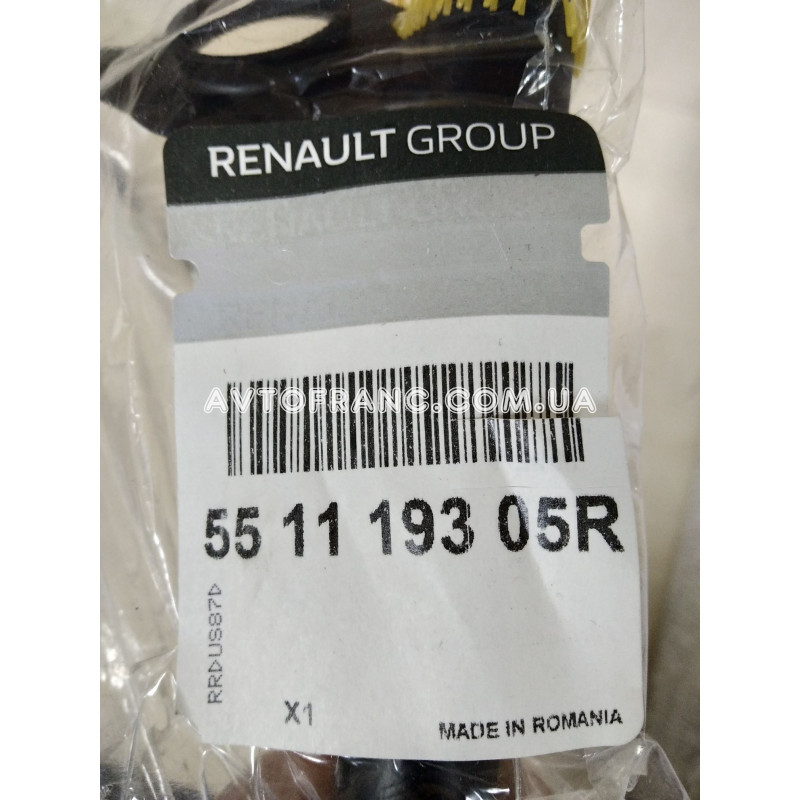 RENAULT GROUP
AVTOFRANC.COM.UA
55 11 193 05R
RRDUS87D
X1
MADE IN ROMANIA